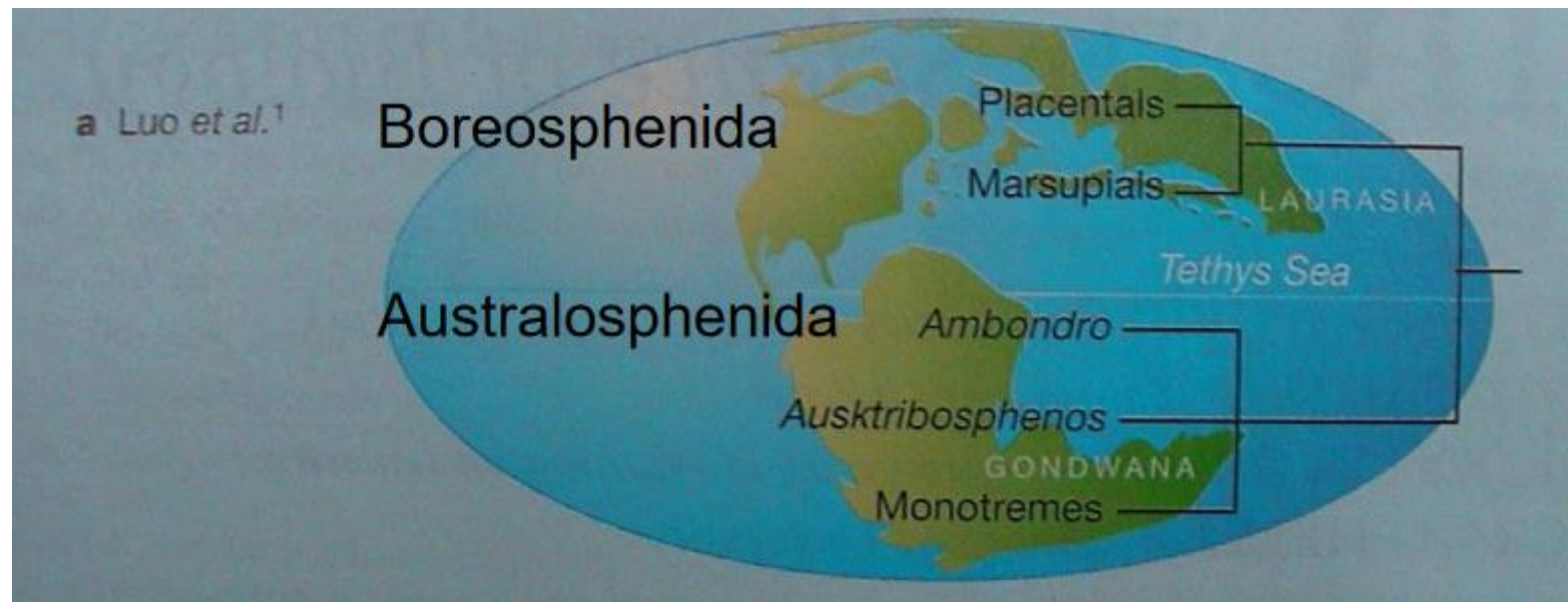 a Luo et al.¹
Boreosphenida
Placentals
Marsupials
LAURASIA
Tethys Sea
Australosphenida
Ambondro
Ausktribosphenos
GONDWANA
Monotremes